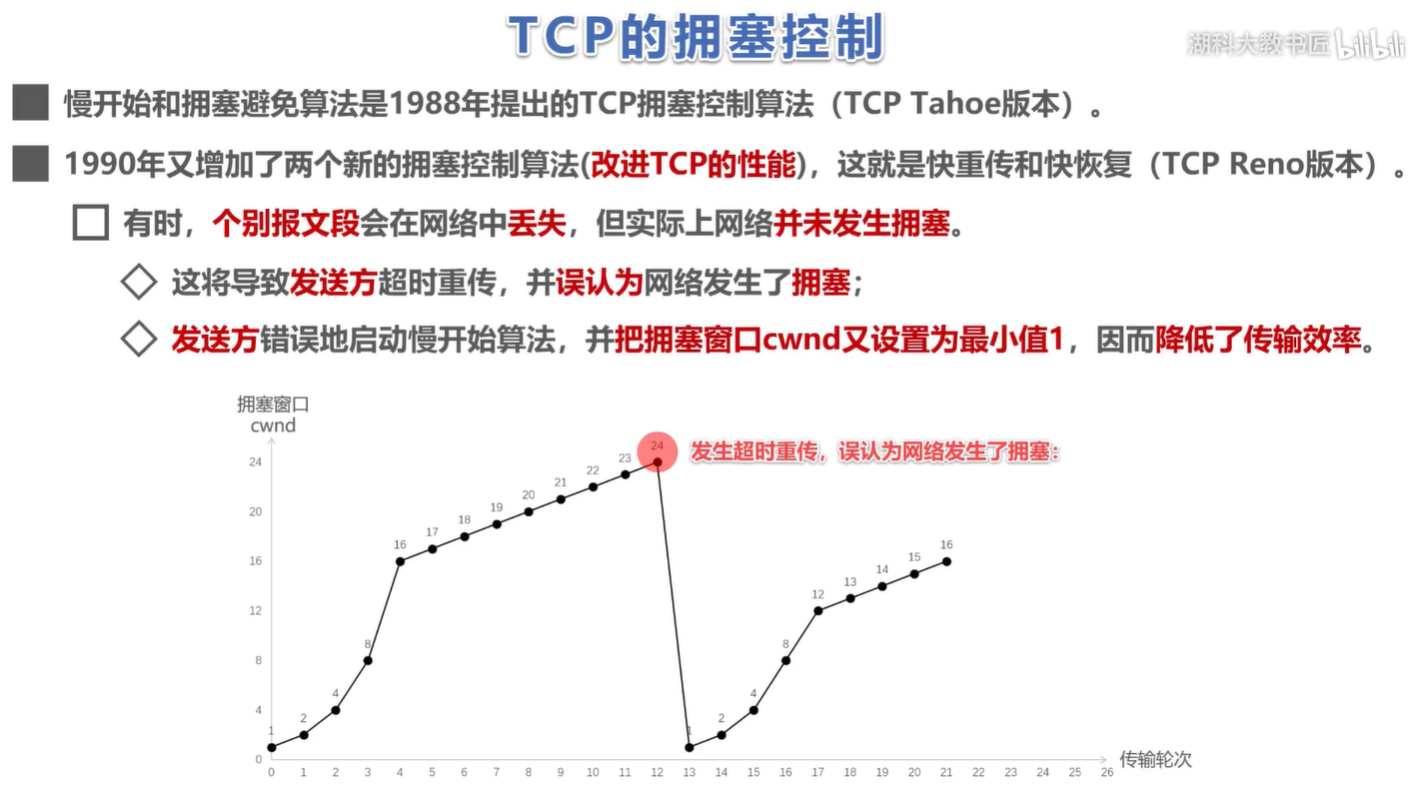 TCP的拥塞控制
湖科大教书匠 bilibili
慢开始和拥塞避免算法是1988年提出的TCP拥塞控制算法（TCP Tahoe版本）。
1990年又增加了两个新的拥塞控制算法(改进TCP的性能)，这就是快重传和快恢复（TCP Reno版本）。
有时，个别报文段会在网络中丢失，但实际上网络并未发生拥塞。
这将导致发送方超时重传，并误认为网络发生了拥塞；
发送方错误地启动慢开始算法，并把拥塞窗口cwnd又设置为最小值1，因而降低了传输效率。
拥塞窗口
cwnd
24 发生超时重传，误认为网络发生了拥塞：
24
20
16
12
8
4
0
1 2 4 8 16 17 18 19 20 21 22 23
1 2 4 8 12 13 14 15 16
0 1 2 3 4 5 6 7 8 9 10 11 12 13 14 15 16 17 18 19 20 21 22 23 24 25 26
传输轮次